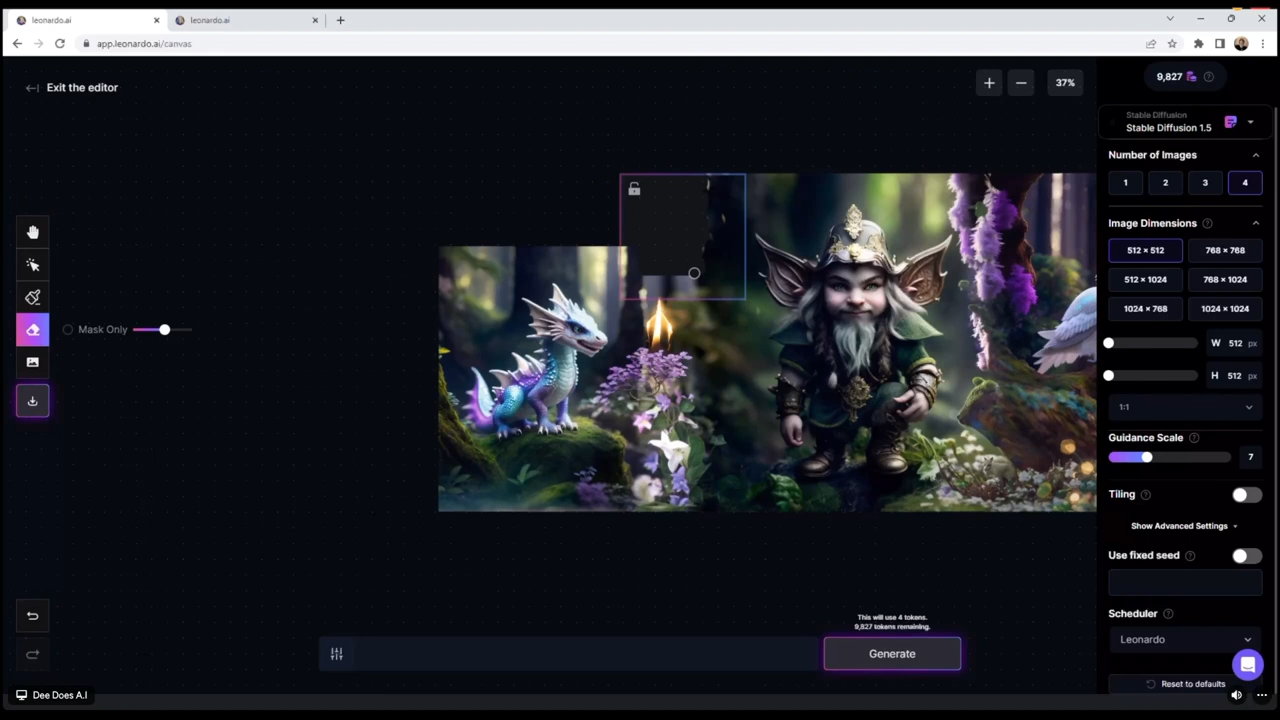 leonardo.ai
leonardo.ai
app.leonardo.ai/canvas
Exit the editor
37%
9,827
Stable Diffusion
Stable Diffusion 1.5
Number of Images
1 2 3 4
Image Dimensions
512 × 512 768 × 768
512 × 1024 768 × 1024
1024 × 768 1024 × 1024
W 512 px
H 512 px
1:1
Guidance Scale
7
Tiling
Show Advanced Settings
Use fixed seed
Scheduler
Leonardo
Reset to defaults
Mask Only
This will use 4 tokens.
9,827 tokens remaining.
Generate
Dee Does A.I